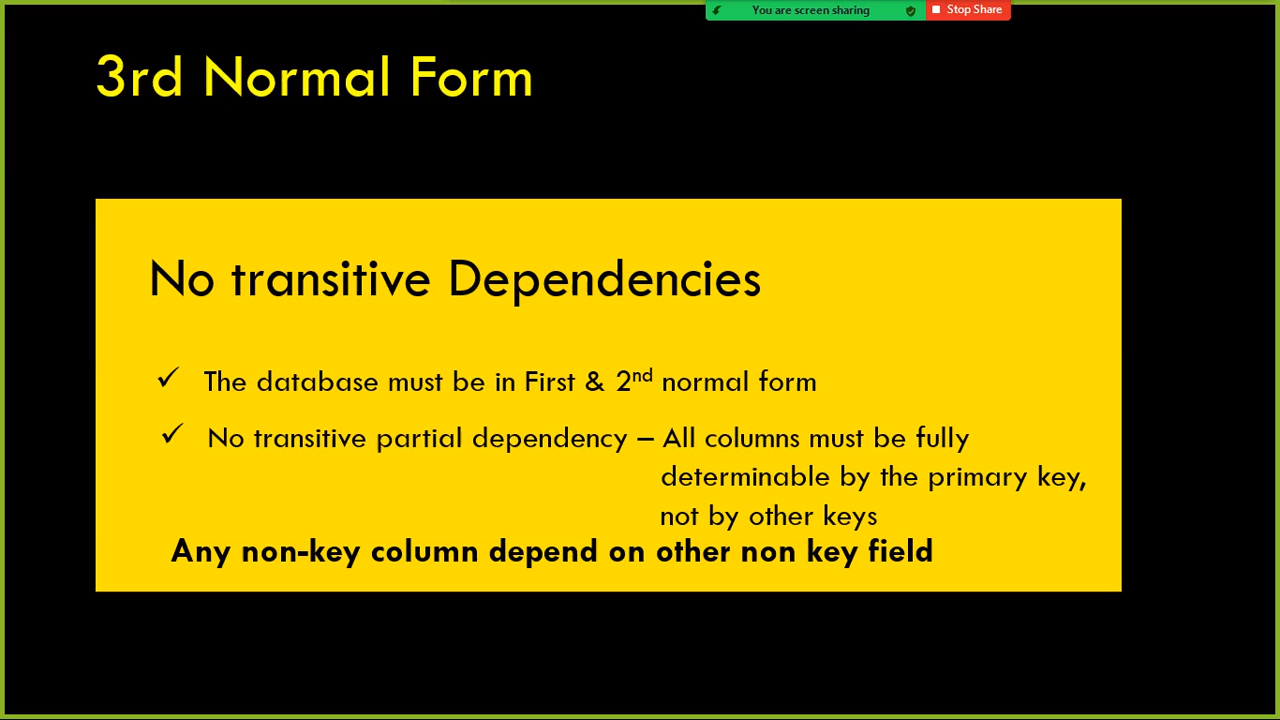 You are screen sharing
Stop Share
3rd Normal Form
No transitive Dependencies
✓ The database must be in First & 2nd normal form
✓ No transitive partial dependency – All columns must be fully
determinable by the primary key,
not by other keys
Any non-key column depend on other non key field